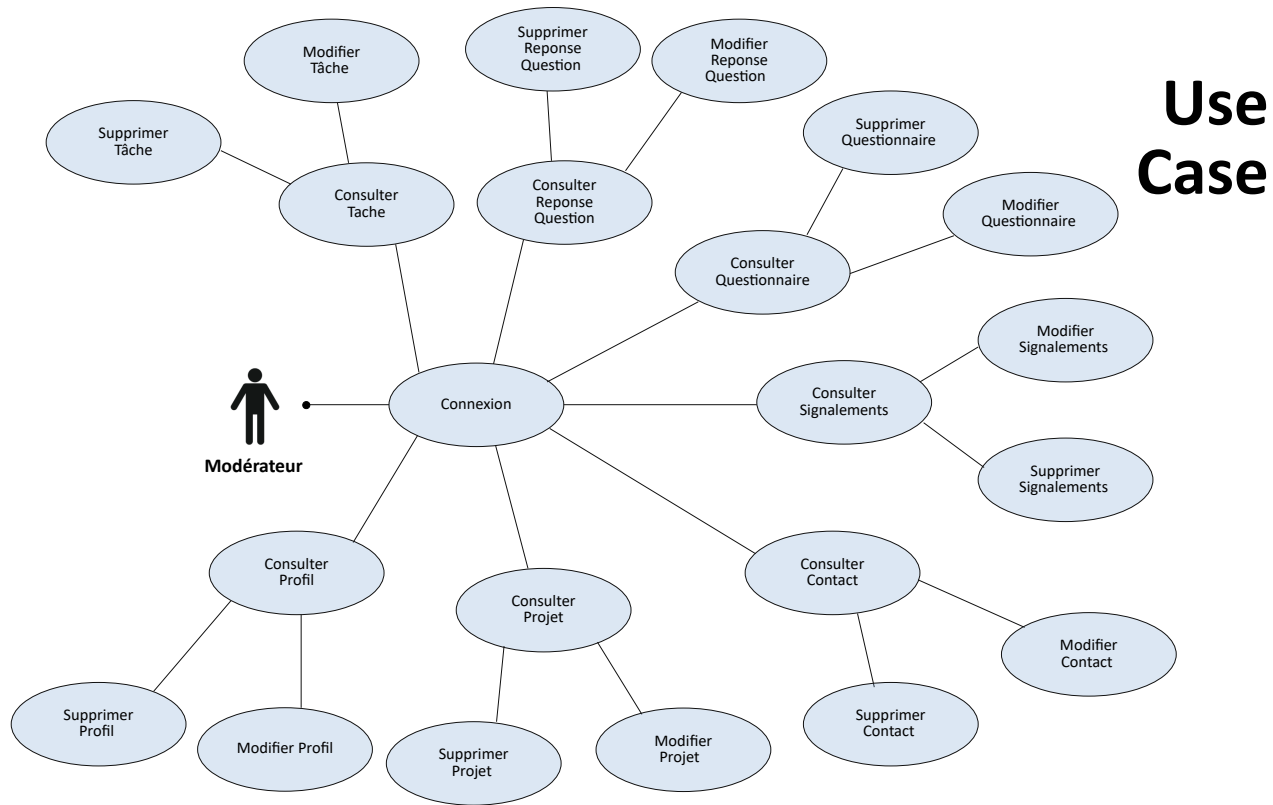 Supprimer
Reponse
Question
Modifier
Tâche
Modifier
Reponse
Question
Use
Case
Supprimer
Tâche
Supprimer
Questionnaire
Consulter
Tache
Consulter
Reponse
Question
Modifier
Questionnaire
Consulter
Questionnaire
Modifier
Signalements
Connexion
Consulter
Signalements
Modérateur
Supprimer
Signalements
Consulter
Profil
Consulter
Projet
Consulter
Contact
Modifier
Contact
Supprimer
Profil
Modifier Profil
Supprimer
Projet
Modifier
Projet
Supprimer
Contact